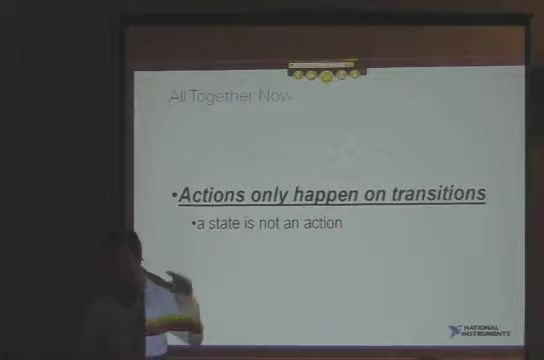 All Together Now
•Actions only happen on transitions
•a state is not an action
NATIONAL
INSTRUMENTS